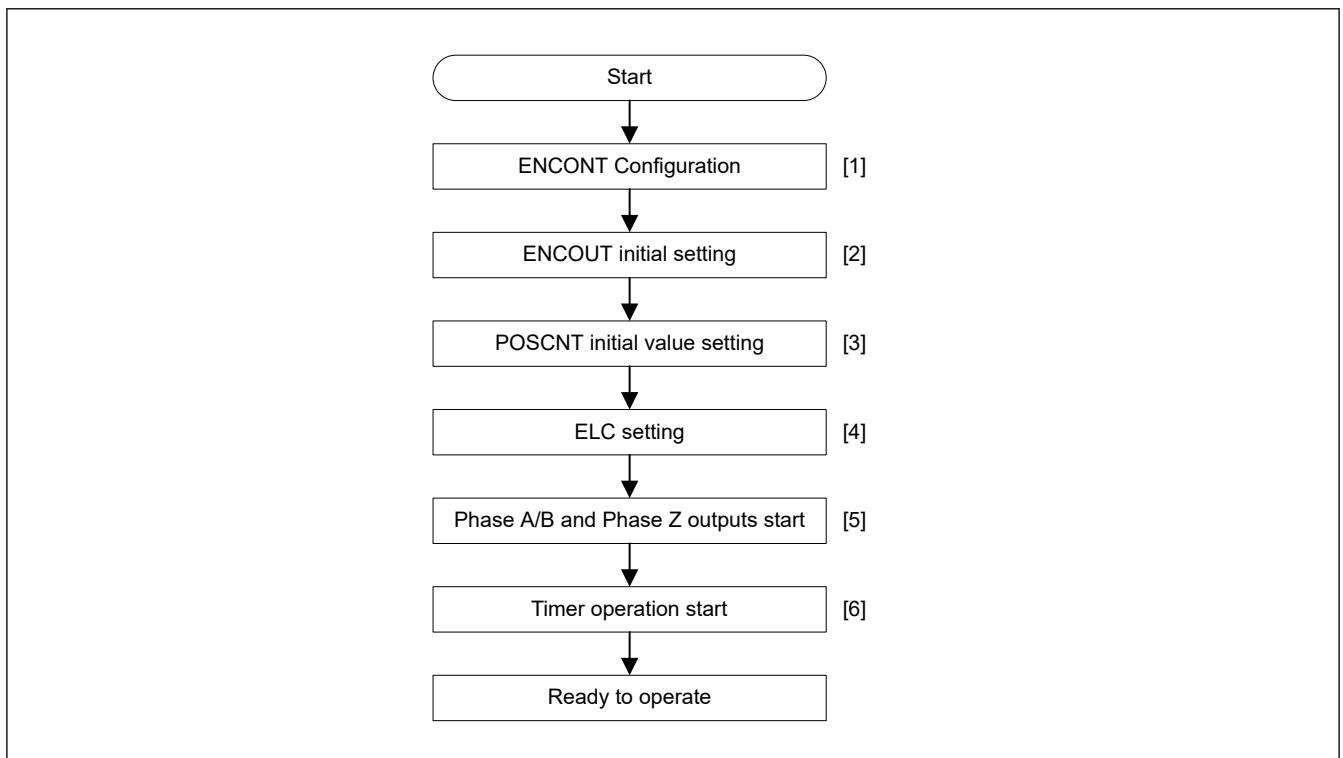 Start
ENCONT Configuration [1]
ENCOUT initial setting [2]
POSCNT initial value setting [3]
ELC setting [4]
Phase A/B and Phase Z outputs start [5]
Timer operation start [6]
Ready to operate